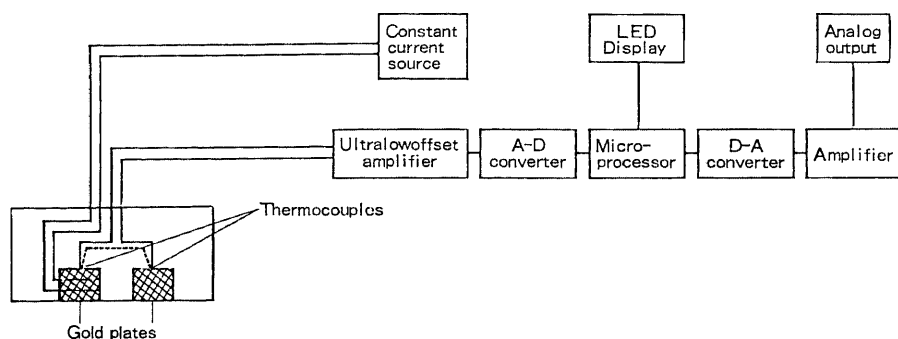 Constant
current
source
LED
Display
Analog
output
Ultralowoffset
amplifier
A-D
converter
Micro-
processor
D-A
converter
Amplifier
Thermocouples
Gold plates